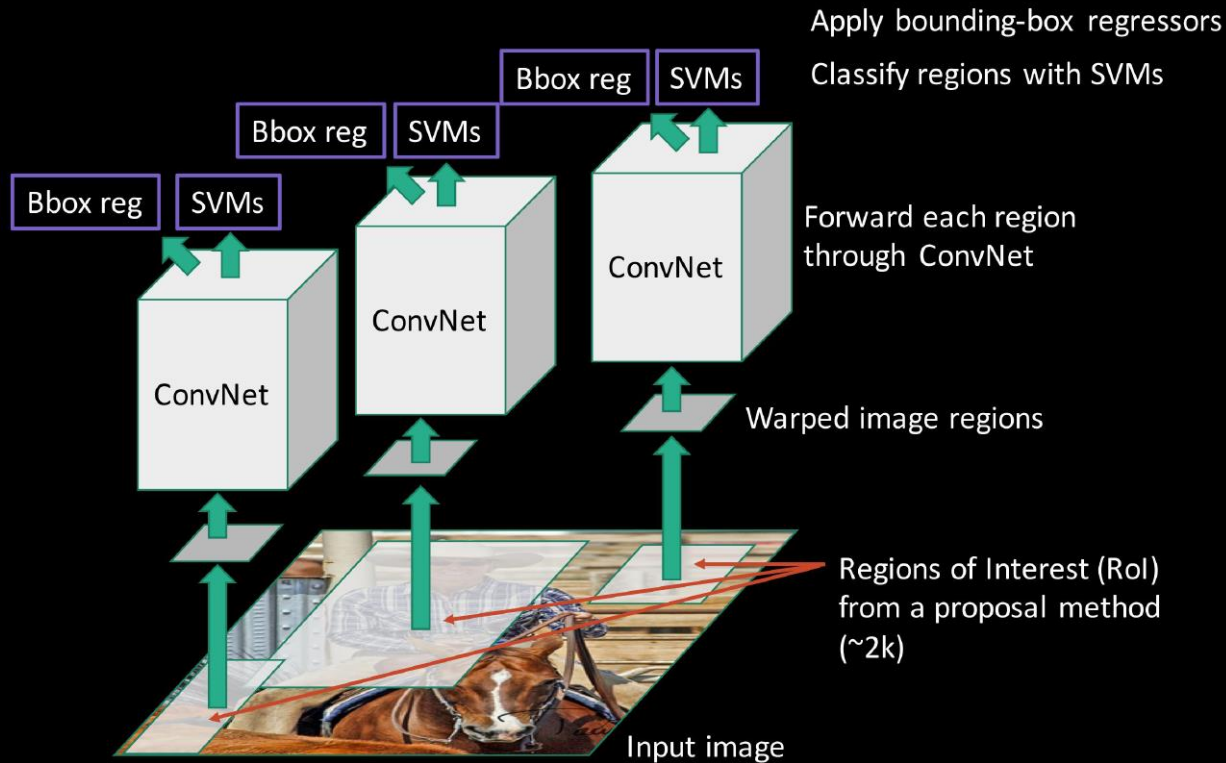 Apply bounding-box regressors
Bbox reg
SVMs
Classify regions with SVMs
Bbox reg
SVMs
Bbox reg
SVMs
Forward each region
through ConvNet
ConvNet
ConvNet
ConvNet
Warped image regions
Regions of Interest (RoI)
from a proposal method
(~2k)
Input image